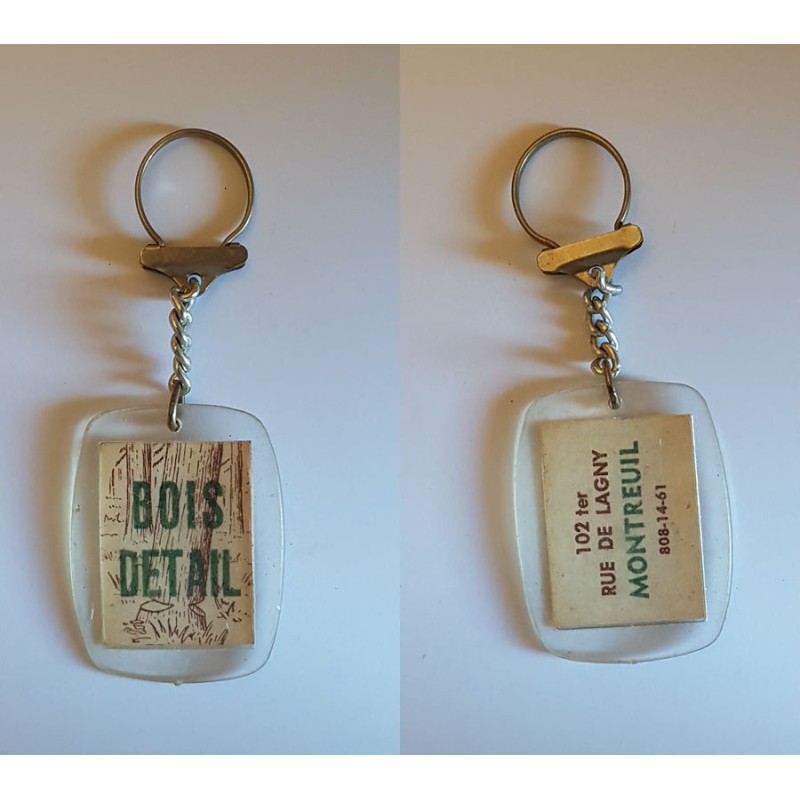 BOIS
DETAIL
102 ter
RUE DE LAGNY
MONTREUIL
808-14-61